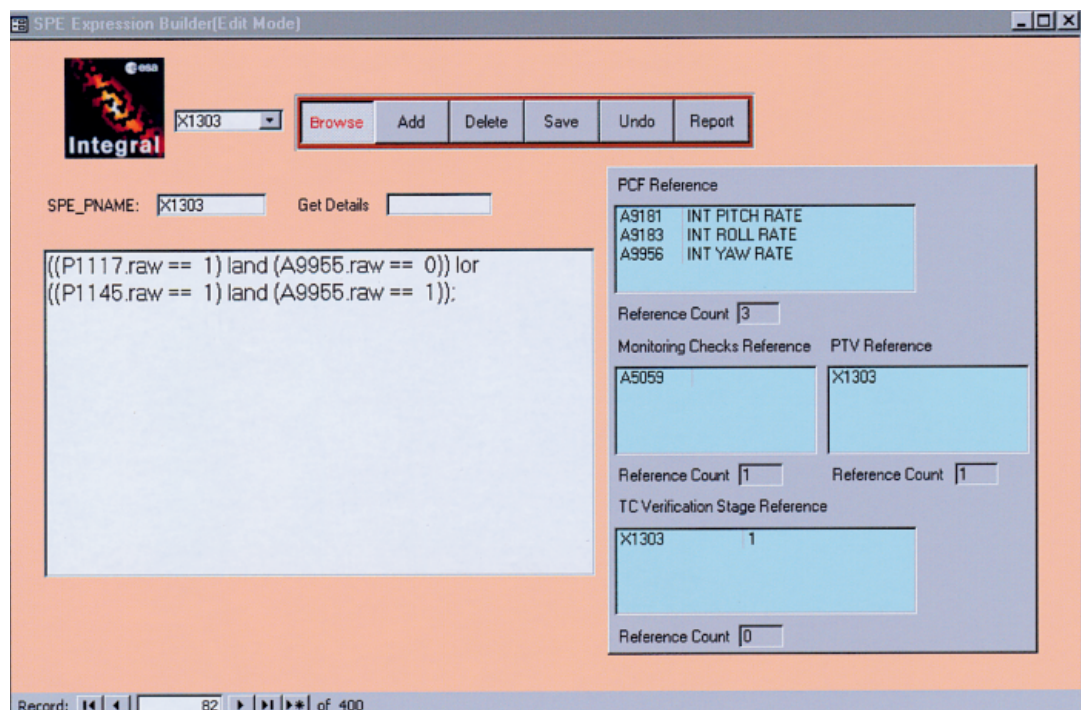 SPE Expression Builder(Edit Mode)
esa
Integral
X1303
Browse Add Delete Save Undo Report
SPE_PNAME: X1303 Get Details
((P1117.raw == 1) land (A9955.raw == 0)) lor
((P1145.raw == 1) land (A9955.raw == 1));
PCF Reference
A9181 INT PITCH RATE
A9183 INT ROLL RATE
A9956 INT YAW RATE
Reference Count 3
Monitoring Checks Reference PTV Reference
A5059 X1303
Reference Count 1 Reference Count 1
TC Verification Stage Reference
X1303 1
Reference Count 0
Record: 82 of 400